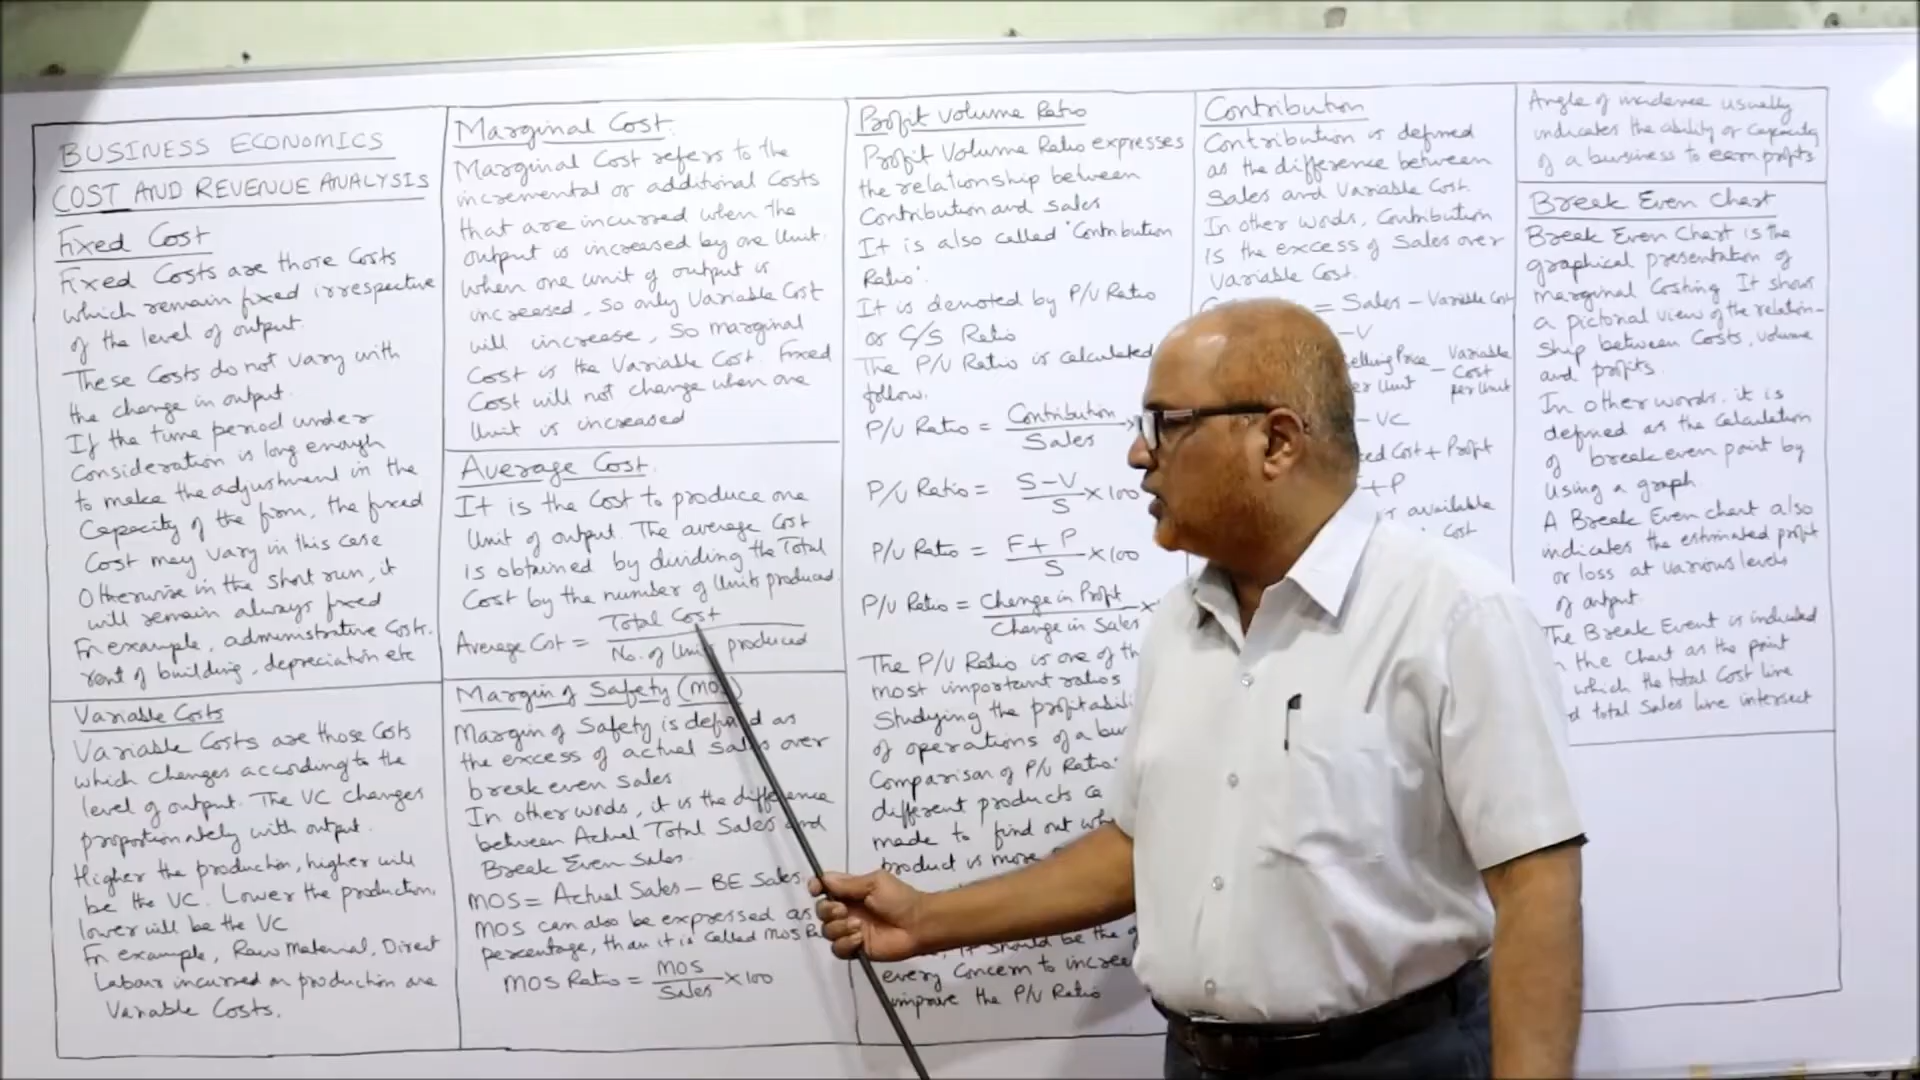 BUSINESS ECONOMICS
COST AND REVENUE ANALYSIS
Fixed Cost
Fixed Costs are those costs
which remain fixed irrespective
of the level of output.
These Costs do not vary with
the change in output.
If the time period under
Consideration is long enough
to make the adjustment in the
Capacity of the firm, the fixed
Cost may vary in this case
Otherwise in the short run, it
will remain always fixed
For example, administrative Costs.
rent of building, depreciation etc
Variable Costs
Variable Costs are those Costs
which changes according to the
level of output. The VC changes
proportionately with output.
Higher the production, higher will
be the VC. Lower the production,
lower will be the VC
For example, Raw Material, Direct
Labour incurred on production are
Variable Costs.
Marginal Cost.
Marginal Cost refers to the
incremental or additional Costs
that are incurred when the
output is increased by one Unit.
when one unit of output is
increased, So only Variable Cost
will increase, So marginal
Cost is the Variable Cost. Fixed
Cost will not change when one
Unit is increased
Average Cost.
It is the Cost to produce one
Unit of output. The average Cost
is obtained by dividing the Total
Cost by the number of Units produced.
Average Cost = Total Cost
No. of Units produced
Margin of Safety (MOS)
Margin of Safety is defined as
the excess of actual sales over
break even sales
In other words, it is the difference
between Actual Total Sales and
Break Even Sales.
MOS = Actual Sales - BE Sales
MOS can also be expressed as
percentage, than it is Called MOS
MOS Ratio = MOS/Sales × 100
Profit Volume Ratio
Profit Volume Ratio expresses
the relationship between
Contribution and Sales
It is also called "Contribution
Ratio".
It is denoted by P/V Ratio
or C/S Ratio
The P/V Ratio is calculated
follow.
P/V Ratio = Contribution/Sales ×
P/V Ratio = S-V/S × 100
P/V Ratio = F+P/S × 100
P/V Ratio = Change in Profit/Change in Sales ×
The P/V Ratio is one of
most important ratios
Studying the
of operations of a
Comparison of P/V Ratio
different products
made to find out
product is more
it should be the
every Concern to
improve the P/V Ratio
Contribution
Contribution is defined
as the difference between
Sales and Variable Cost.
In other words, Contribution
is the excess of Sales over
Variable Cost.
= Sales - Variable Cost
- V
Selling Price - Variable Cost
per Unit
- VC
Cost + Profit
+ P
available
Cost
Angle of incidence usually
indicates the ability or capacity
of a business to earn profits
Break Even Chart
Break Even Chart is the
graphical presentation of
marginal Costing. It shows
a pictorial view of the relation-
ship between Costs, volume
and profits.
In other words, it is
defined as the calculation
of break even point by
using a graph
A Break Even chart also
indicates the estimated profit
or loss at various levels
of output.
The Break Event is indicated
the chart as the point
which the total Cost line
total Sales line intersect